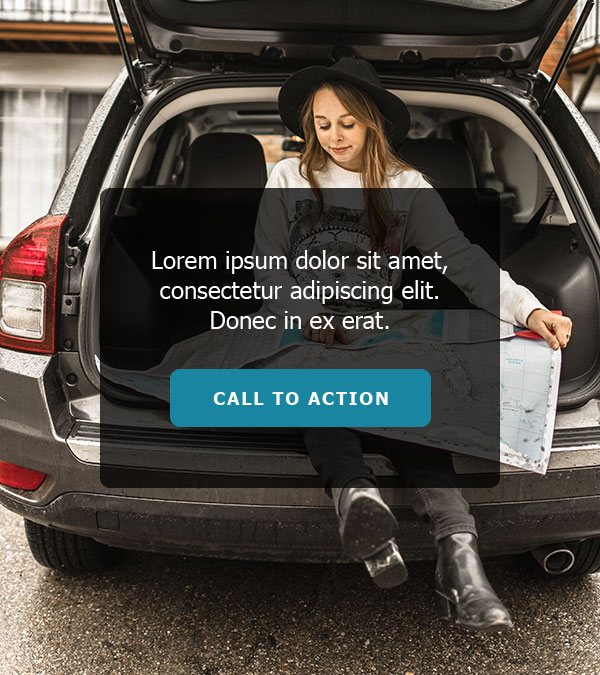 Lorem ipsum dolor sit amet,
consectetur adipiscing elit.
Donec in ex erat.
CALL TO ACTION